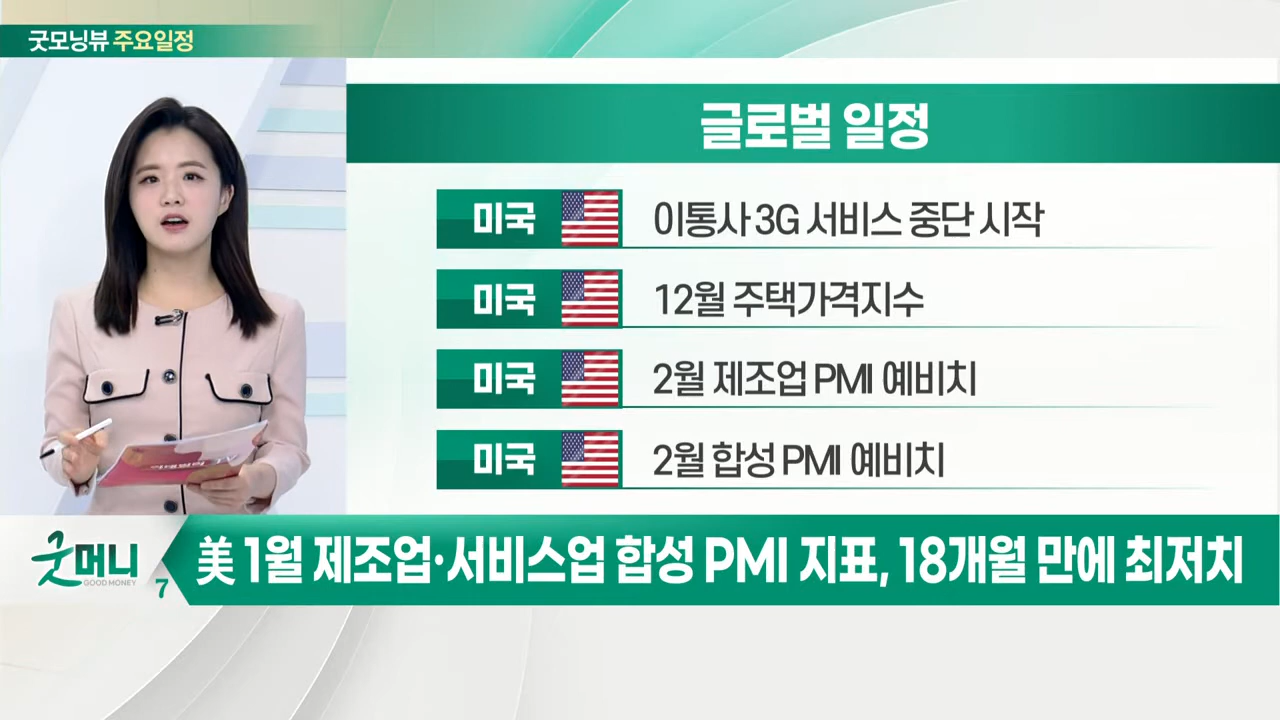 굿모닝뷰 주요일정
글로벌 일정
미국 이통사 3G 서비스 중단 시작
미국 12월 주택가격지수
미국 2월 제조업 PMI 예비치
미국 2월 합성 PMI 예비치
굿머니
GOOD MONEY
7
美 1월 제조업·서비스업 합성 PMI 지표, 18개월 만에 최저치